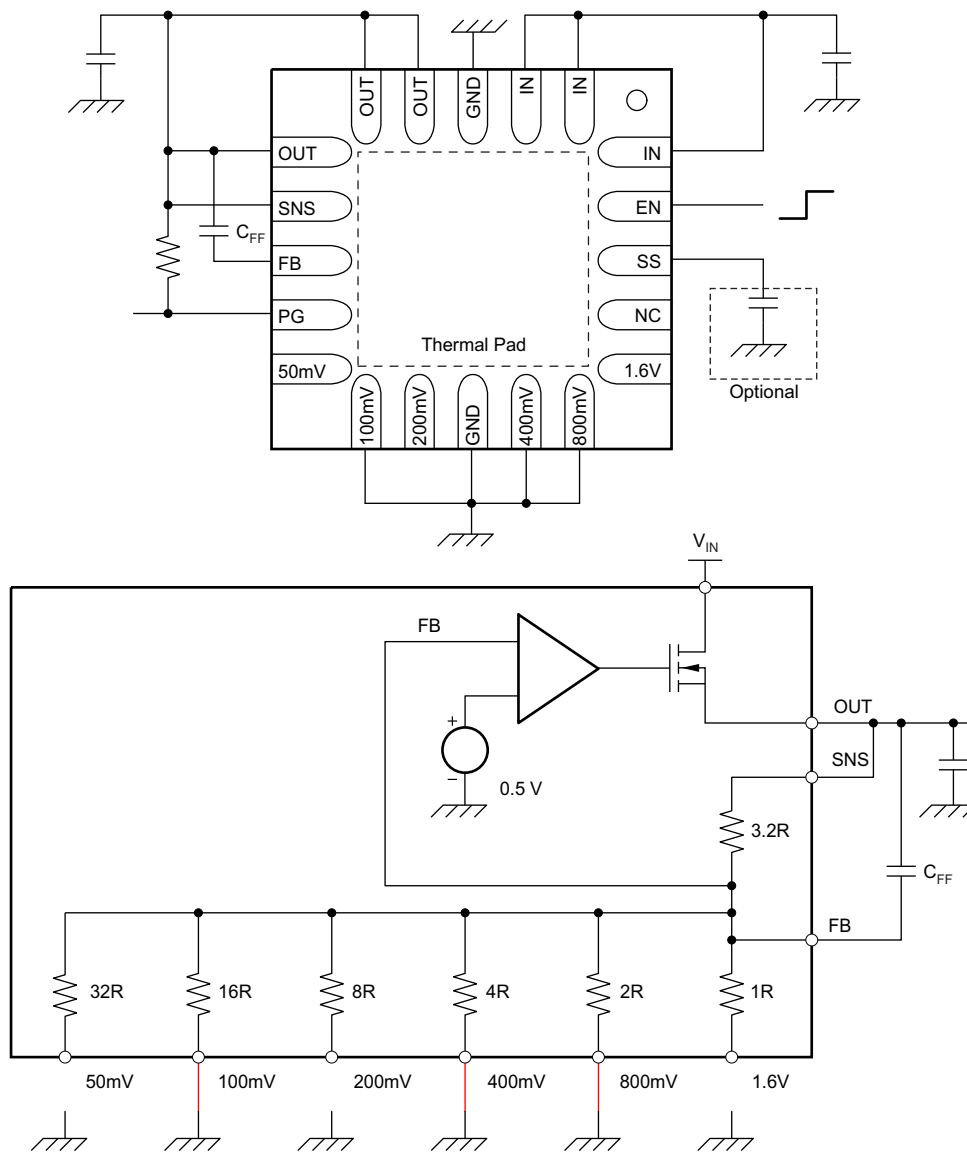 OUT
OUT
GND
IN
IN
OUT
IN
SNS
EN
C_FF
FB
SS
PG
NC
Thermal Pad
50mV
1.6V
Optional
100mV
200mV
GND
400mV
800mV
V_IN
FB
OUT
+
SNS
−
0.5 V
3.2R
C_FF
FB
32R
16R
8R
4R
2R
1R
50mV
100mV
200mV
400mV
800mV
1.6V